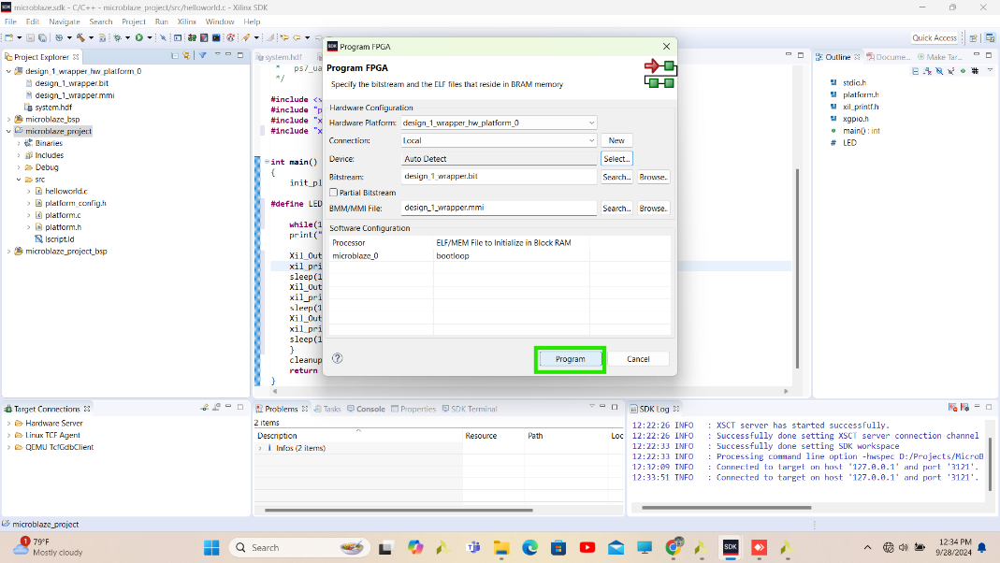 microblaze.sdk - C/C++ - microblaze_project/src/helloworld.c - Xilinx SDK
File Edit Navigate Search Project Run Xilinx Window Help
Quick Access
Project Explorer
design_1_wrapper_hw_platform_0
design_1_wrapper.bit
design_1_wrapper.mmi
system.hdf
microblaze_bsp
microblaze_project
Binaries
Includes
Debug
src
helloworld.c
platform_config.h
platform.c
platform.h
lscript.ld
microblaze_project_bsp
system.hdf
* ps7_ua
*/
#include <s
#include "p
#include "x
#include "x
int main()
{
init_pl
#define LED
while(1
print("
Xil_Out
xil_pri
sleep(1
Xil_Out
xil_pri
sleep(1
Xil_Out
xil_pri
sleep(1
}
cleanup
return
}
SDK Program FPGA
Program FPGA
Specify the bitstream and the ELF files that reside in BRAM memory
Hardware Configuration
Hardware Platform: design_1_wrapper_hw_platform_0
Connection: Local New
Device: Auto Detect Select...
Bitstream: design_1_wrapper.bit Search... Browse..
Partial Bitstream
BMM/MMI File: design_1_wrapper.mmi Search... Browse..
Software Configuration
Processor ELF/MEM File to Initialize in Block RAM
microblaze_0 bootloop
Program Cancel
Outline Docume... Make Tar...
stdio.h
platform.h
xil_printf.h
xgpio.h
main() : int
# LED
Target Connections
Hardware Server
Linux TCF Agent
QEMU TcfGdbClient
Problems Tasks Console Properties SDK Terminal
2 items
Description Resource Path Loc
Infos (2 items)
SDK Log
12:22:26 INFO : XSCT server has started successfully.
12:22:26 INFO : Successfully done setting XSCT server connection channel
12:22:33 INFO : Successfully done setting SDK workspace
12:22:33 INFO : Processing command line option -hwspec D:/Projects/MicroB
12:32:09 INFO : Connected to target on host '127.0.0.1' and port '3121'.
12:33:51 INFO : Connected to target on host '127.0.0.1' and port '3121'.
microblaze_project
1
79°F
Mostly cloudy
Search
SDK
12:34 PM
9/28/2024